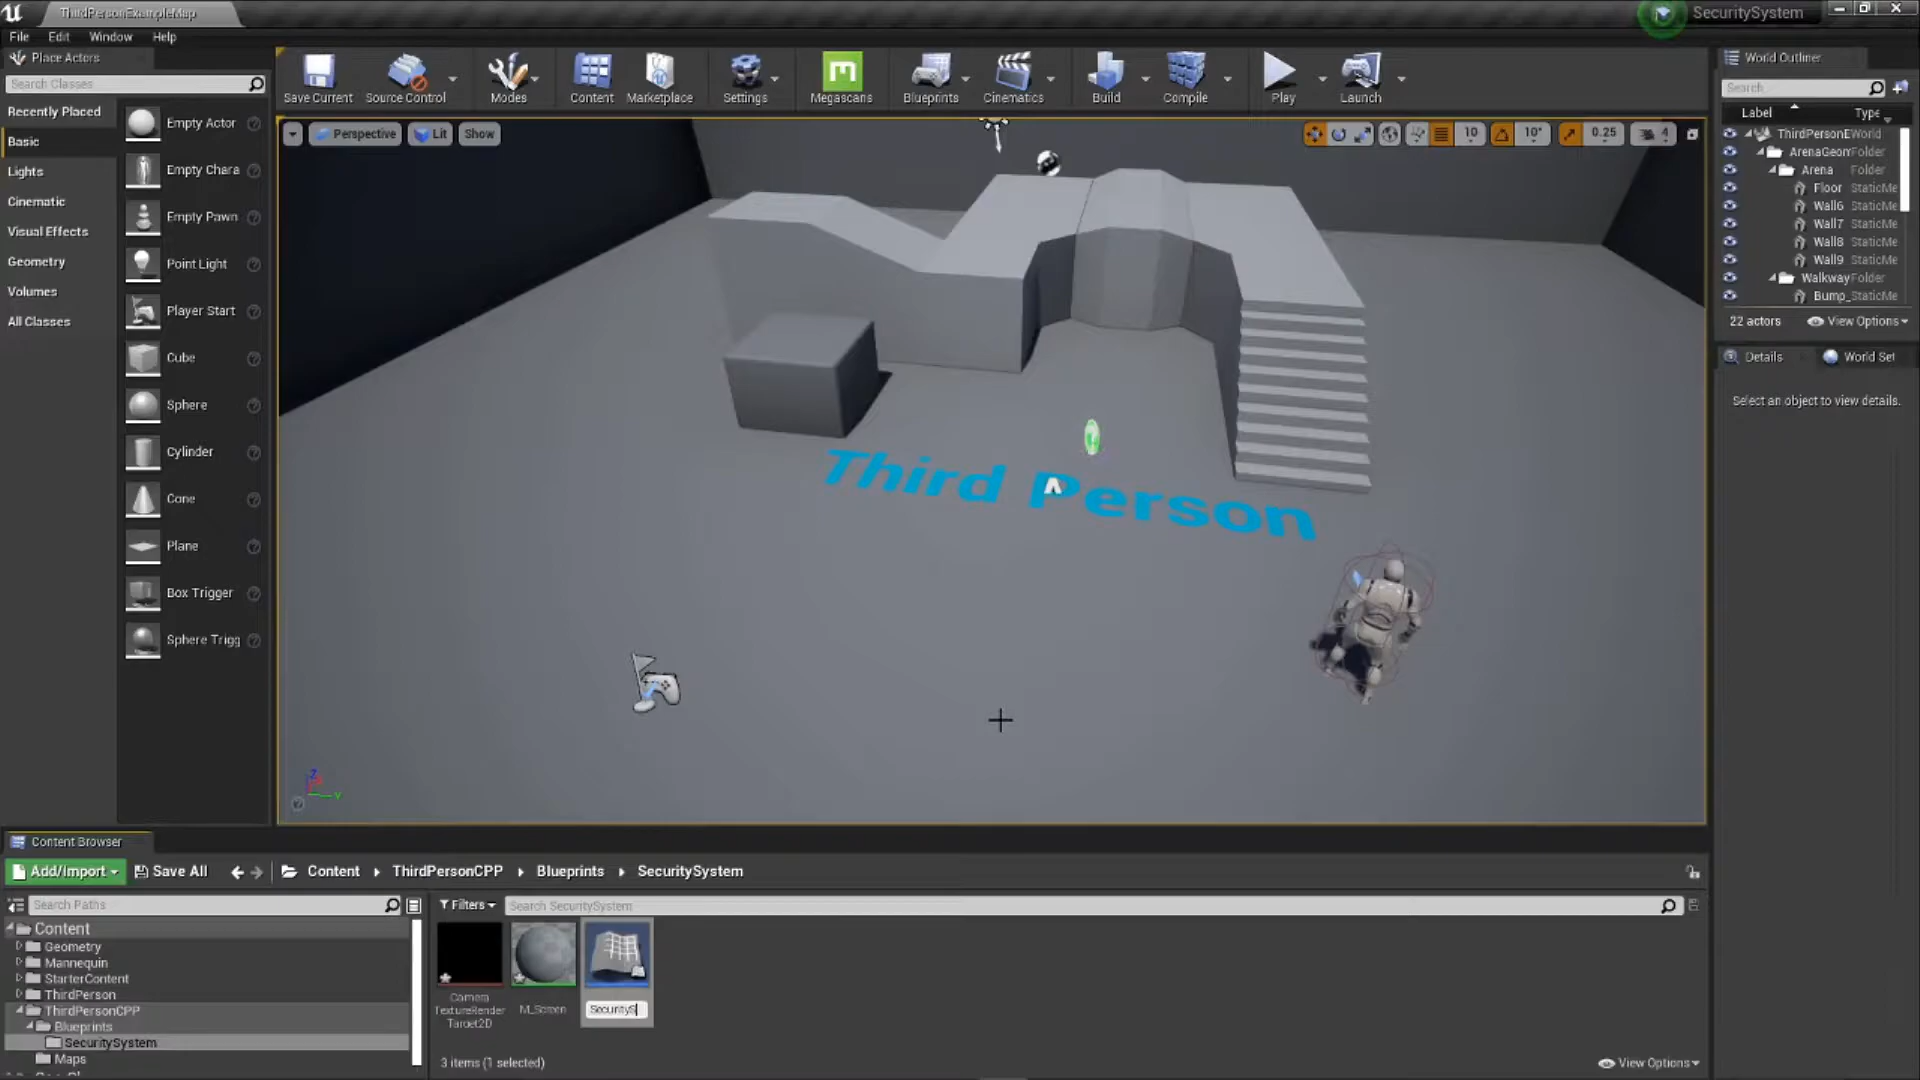 ThirdPersonExampleMap
SecuritySystem
File Edit Window Help
Place Actors
Search Classes
Recently Placed
Basic
Lights
Cinematic
Visual Effects
Geometry
Volumes
All Classes
Empty Actor
Empty Chara
Empty Pawn
Point Light
Player Start
Cube
Sphere
Cylinder
Cone
Plane
Box Trigger
Sphere Trigg
Save Current
Source Control
Modes
Content
Marketplace
Settings
Megascans
Blueprints
Cinematics
Build
Compile
Play
Launch
Perspective Lit Show
10 10° 0.25 4
Third Person
World Outliner
Search
Label Type
ThirdPersonE World
ArenaGeom Folder
Arena Folder
Floor StaticMe
Wall6 StaticMe
Wall7 StaticMe
Wall8 StaticMe
Wall9 StaticMe
Walkway Folder
Bump_ StaticMe
22 actors View Options
Details World Set
Select an object to view details.
Content Browser
Add/Import Save All Content ThirdPersonCPP Blueprints SecuritySystem
Search Paths
Filters Search SecuritySystem
Content
Geometry
Mannequin
StarterContent
ThirdPerson
ThirdPersonCPP
Blueprints
SecuritySystem
Maps
Camera
TextureRender
Target2D
M_Screen
SecurityS
3 items (1 selected)
View Options